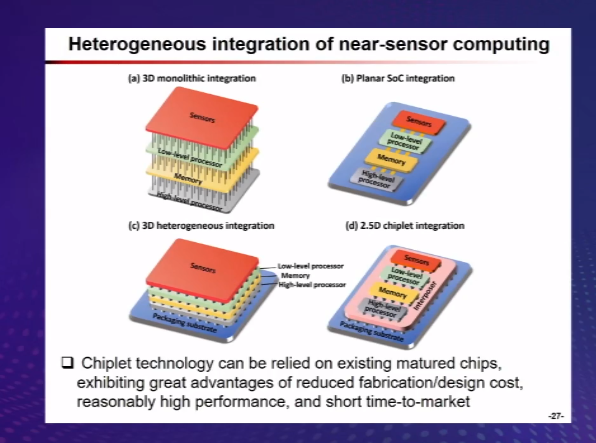 Heterogeneous integration of near-sensor computing
(a) 3D monolithic integration
Sensors
Low-level processor
Memory
High-level processor
(b) Planar SoC integration
Sensors
Low-level
processor
Memory
High-level
processor
(c) 3D heterogeneous integration
Sensors
Low-level processor
Memory
High-level processor
Packaging substrate
(d) 2.5D chiplet integration
Sensors
Low-level
processor
Memory
High-level
processor
Interposer
Packaging substrate
❑ Chiplet technology can be relied on existing matured chips,
exhibiting great advantages of reduced fabrication/design cost,
reasonably high performance, and short time-to-market
-27-